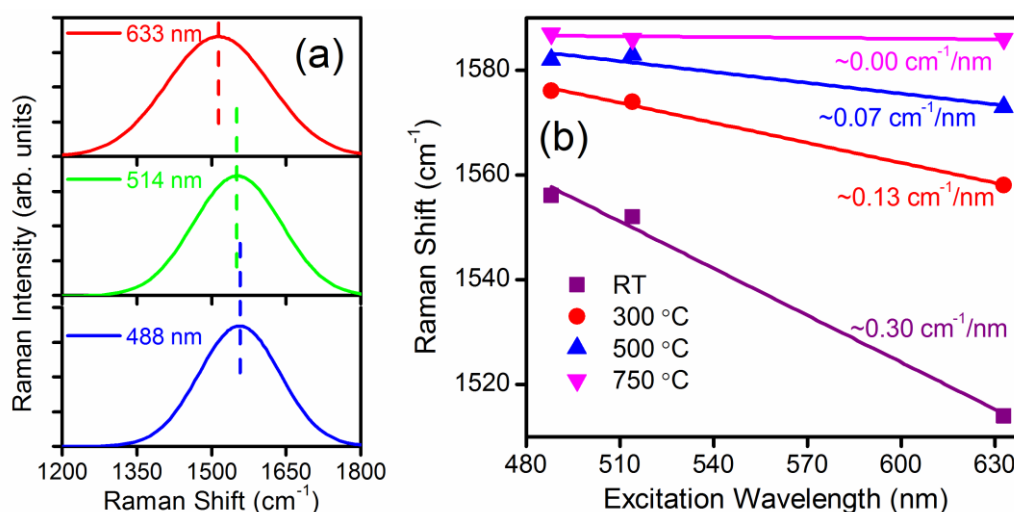 (a)
633 nm
514 nm
488 nm
Raman Intensity (arb. units)
1200 1350 1500 1650 1800
Raman Shift (cm⁻¹)
(b)
~0.00 cm⁻¹/nm
~0.07 cm⁻¹/nm
~0.13 cm⁻¹/nm
~0.30 cm⁻¹/nm
RT
300 °C
500 °C
750 °C
1580
1560
1540
1520
Raman Shift (cm⁻¹)
480 510 540 570 600 630
Excitation Wavelength (nm)